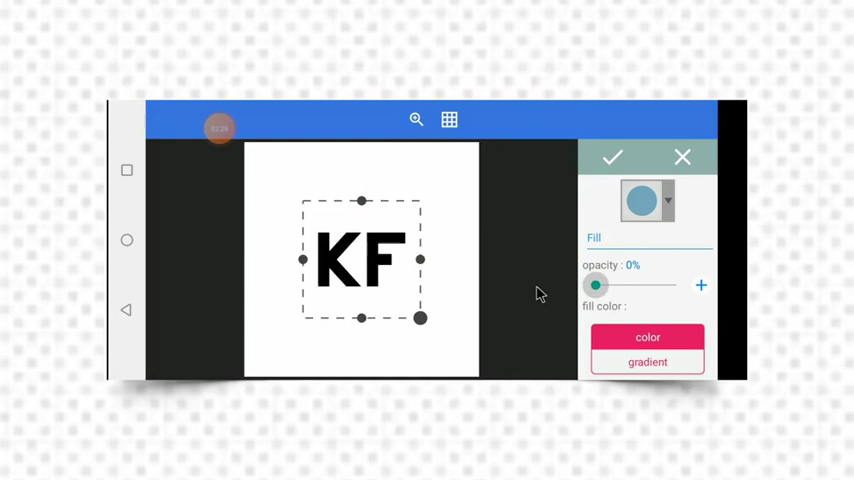 KF
Fill
opacity : 0%
fill color :
color
gradient